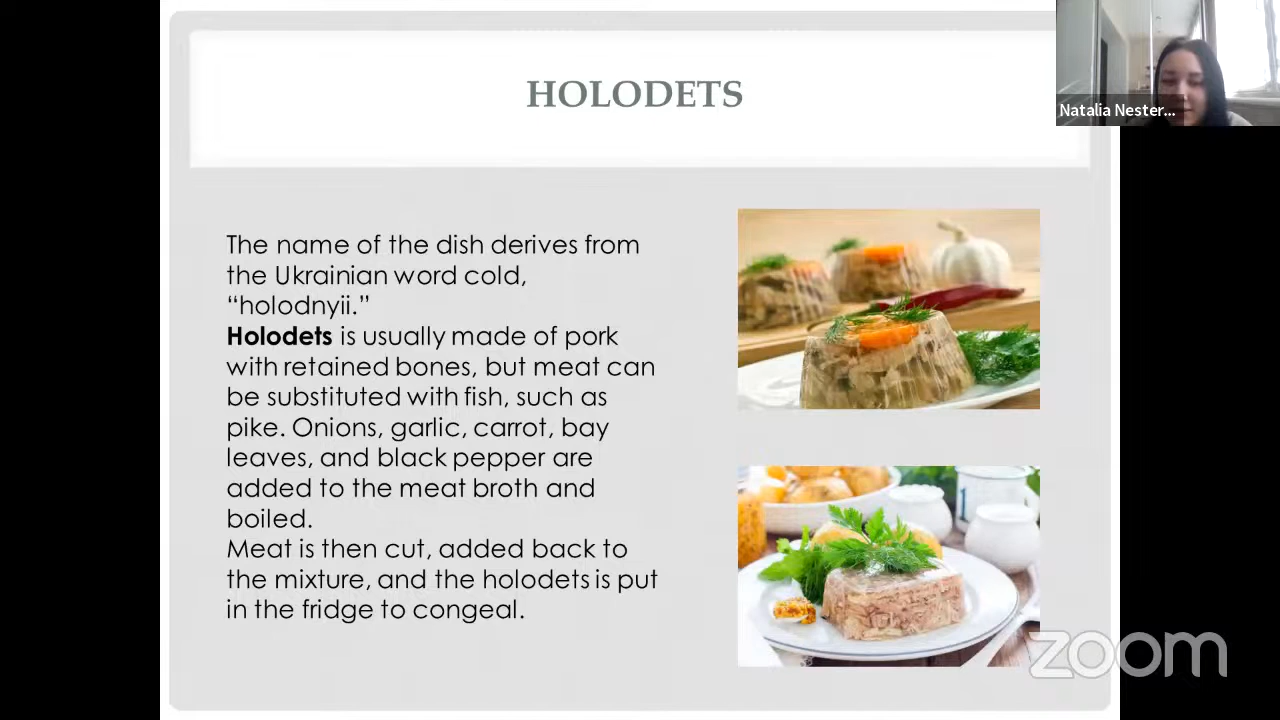 HOLODETS
Natalia Nester...
The name of the dish derives from
the Ukrainian word cold,
“holodnyii.”
Holodets is usually made of pork
with retained bones, but meat can
be substituted with fish, such as
pike. Onions, garlic, carrot, bay
leaves, and black pepper are
added to the meat broth and
boiled.
Meat is then cut, added back to
the mixture, and the holodets is put
in the fridge to congeal.
zoom